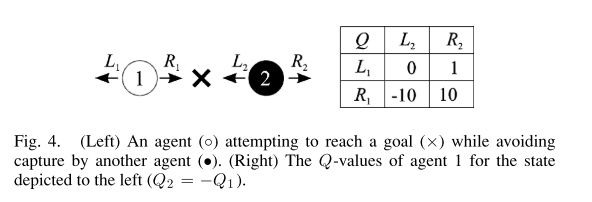 L₁ R₁ L₂ R₂
1 × 2
Q L₂ R₂
L₁ 0 1
R₁ -10 10
Fig. 4. (Left) An agent (○) attempting to reach a goal (×) while avoiding
capture by another agent (●). (Right) The Q-values of agent 1 for the state
depicted to the left (Q₂ = −Q₁).